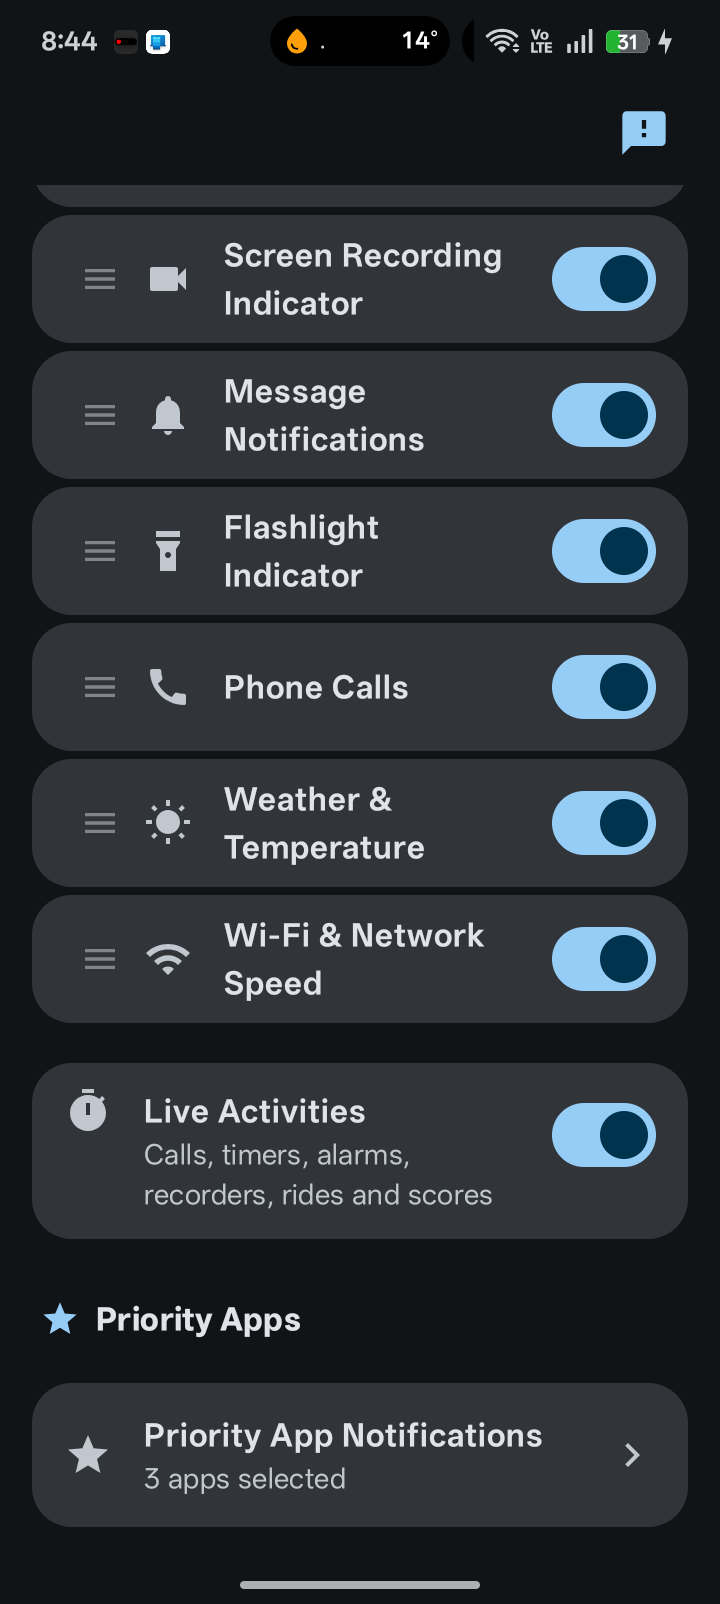 8:44
.
14°
Vo
LTE
31
Screen Recording
Indicator
Message
Notifications
Flashlight
Indicator
Phone Calls
Weather &
Temperature
Wi-Fi & Network
Speed
Live Activities
Calls, timers, alarms,
recorders, rides and scores
Priority Apps
Priority App Notifications
3 apps selected